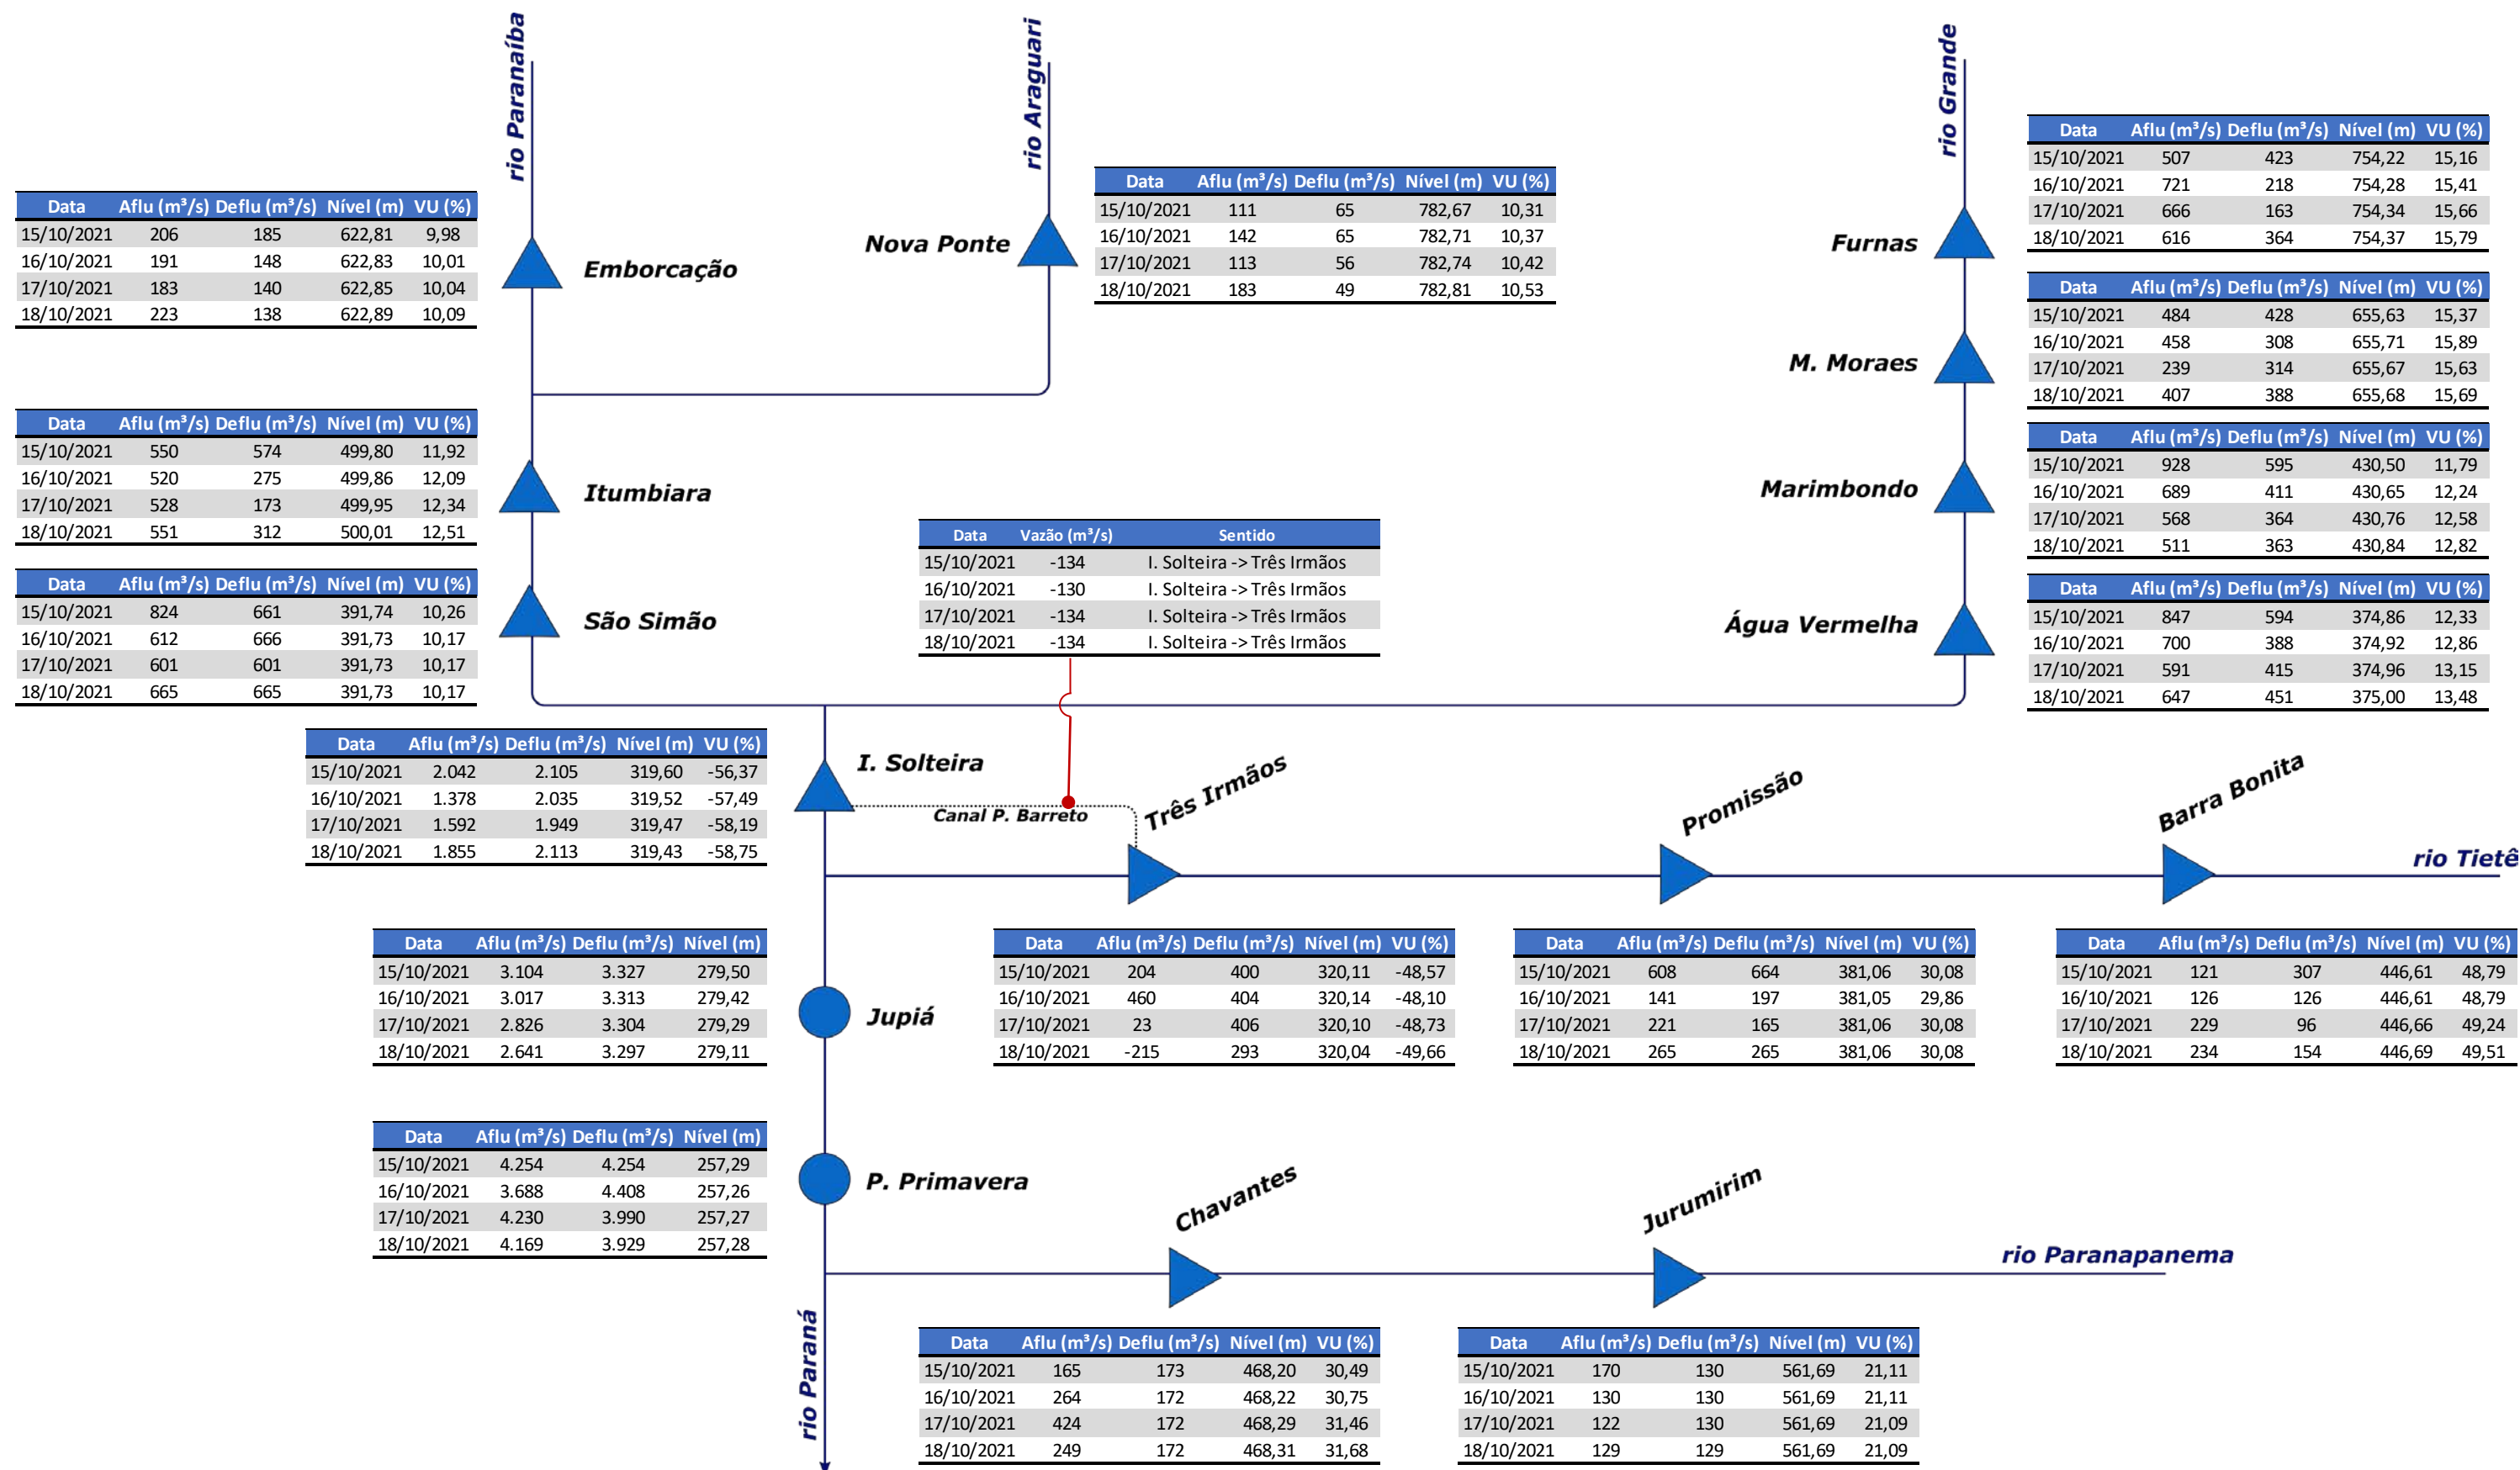 rio Paranaíba
rio Araguari
rio Grande
Data Aflu (m³/s) Deflu (m³/s) Nível (m) VU (%)
15/10/2021 507 423 754,22 15,16
16/10/2021 721 218 754,28 15,41
17/10/2021 666 163 754,34 15,66
18/10/2021 616 364 754,37 15,79
Data Aflu (m³/s) Deflu (m³/s) Nível (m) VU (%)
15/10/2021 111 65 782,67 10,31
16/10/2021 142 65 782,71 10,37
17/10/2021 113 56 782,74 10,42
18/10/2021 183 49 782,81 10,53
Data Aflu (m³/s) Deflu (m³/s) Nível (m) VU (%)
15/10/2021 206 185 622,81 9,98
16/10/2021 191 148 622,83 10,01
17/10/2021 183 140 622,85 10,04
18/10/2021 223 138 622,89 10,09
Emborcação
Nova Ponte
Furnas
Data Aflu (m³/s) Deflu (m³/s) Nível (m) VU (%)
15/10/2021 484 428 655,63 15,37
16/10/2021 458 308 655,71 15,89
17/10/2021 239 314 655,67 15,63
18/10/2021 407 388 655,68 15,69
M. Moraes
Data Aflu (m³/s) Deflu (m³/s) Nível (m) VU (%)
15/10/2021 550 574 499,80 11,92
16/10/2021 520 275 499,86 12,09
17/10/2021 528 173 499,95 12,34
18/10/2021 551 312 500,01 12,51
Itumbiara
Marimbondo
Data Aflu (m³/s) Deflu (m³/s) Nível (m) VU (%)
15/10/2021 928 595 430,50 11,79
16/10/2021 689 411 430,65 12,24
17/10/2021 568 364 430,76 12,58
18/10/2021 511 363 430,84 12,82
Data Vazão (m³/s) Sentido
15/10/2021 -134 I. Solteira -> Três Irmãos
16/10/2021 -130 I. Solteira -> Três Irmãos
17/10/2021 -134 I. Solteira -> Três Irmãos
18/10/2021 -134 I. Solteira -> Três Irmãos
Data Aflu (m³/s) Deflu (m³/s) Nível (m) VU (%)
15/10/2021 824 661 391,74 10,26
16/10/2021 612 666 391,73 10,17
17/10/2021 601 601 391,73 10,17
18/10/2021 665 665 391,73 10,17
São Simão
Água Vermelha
Data Aflu (m³/s) Deflu (m³/s) Nível (m) VU (%)
15/10/2021 847 594 374,86 12,33
16/10/2021 700 388 374,92 12,86
17/10/2021 591 415 374,96 13,15
18/10/2021 647 451 375,00 13,48
Data Aflu (m³/s) Deflu (m³/s) Nível (m) VU (%)
15/10/2021 2.042 2.105 319,60 -56,37
16/10/2021 1.378 2.035 319,52 -57,49
17/10/2021 1.592 1.949 319,47 -58,19
18/10/2021 1.855 2.113 319,43 -58,75
I. Solteira
Canal P. Barreto
Três Irmãos
Promissão
Barra Bonita
rio Tietê
Data Aflu (m³/s) Deflu (m³/s) Nível (m)
15/10/2021 3.104 3.327 279,50
16/10/2021 3.017 3.313 279,42
17/10/2021 2.826 3.304 279,29
18/10/2021 2.641 3.297 279,11
Jupiá
Data Aflu (m³/s) Deflu (m³/s) Nível (m) VU (%)
15/10/2021 204 400 320,11 -48,57
16/10/2021 460 404 320,14 -48,10
17/10/2021 23 406 320,10 -48,73
18/10/2021 -215 293 320,04 -49,66
Data Aflu (m³/s) Deflu (m³/s) Nível (m) VU (%)
15/10/2021 608 664 381,06 30,08
16/10/2021 141 197 381,05 29,86
17/10/2021 221 165 381,06 30,08
18/10/2021 265 265 381,06 30,08
Data Aflu (m³/s) Deflu (m³/s) Nível (m) VU (%)
15/10/2021 121 307 446,61 48,79
16/10/2021 126 126 446,61 48,79
17/10/2021 229 96 446,66 49,24
18/10/2021 234 154 446,69 49,51
Data Aflu (m³/s) Deflu (m³/s) Nível (m)
15/10/2021 4.254 4.254 257,29
16/10/2021 3.688 4.408 257,26
17/10/2021 4.230 3.990 257,27
18/10/2021 4.169 3.929 257,28
P. Primavera
Chavantes
Jurumirim
rio Paranapanema
rio Paraná
Data Aflu (m³/s) Deflu (m³/s) Nível (m) VU (%)
15/10/2021 165 173 468,20 30,49
16/10/2021 264 172 468,22 30,75
17/10/2021 424 172 468,29 31,46
18/10/2021 249 172 468,31 31,68
Data Aflu (m³/s) Deflu (m³/s) Nível (m) VU (%)
15/10/2021 170 130 561,69 21,11
16/10/2021 130 130 561,69 21,11
17/10/2021 122 130 561,69 21,09
18/10/2021 129 129 561,69 21,09